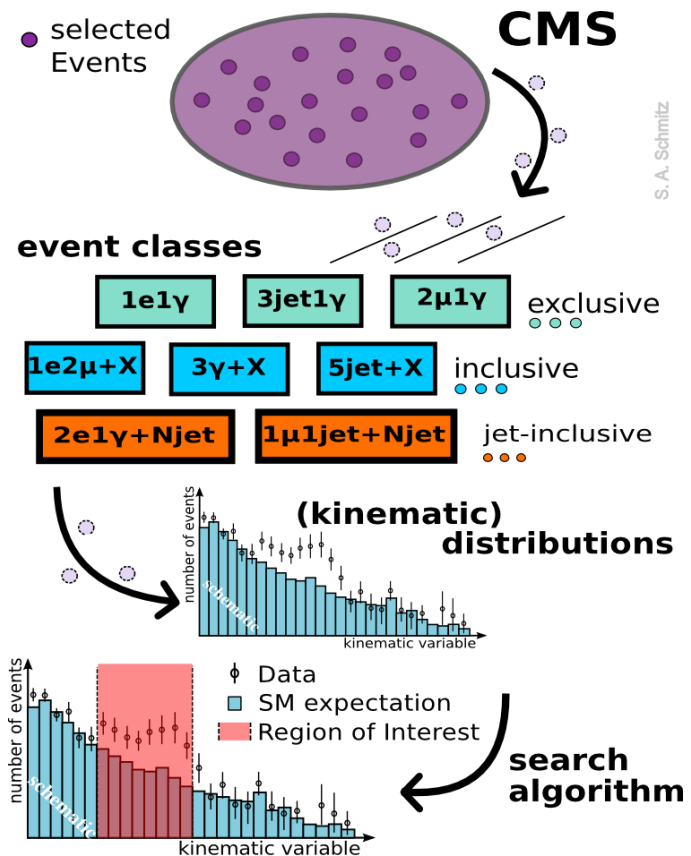 selected
Events
CMS
S. A. Schmitz
event classes
1e1γ
3jet1γ
2μ1γ
exclusive
1e2μ+X
3γ+X
5jet+X
inclusive
2e1γ+Njet
1μ1jet+Njet
jet-inclusive
(kinematic)
distributions
number of events
schematic
kinematic variable
Data
SM expectation
Region of Interest
number of events
schematic
kinematic variable
search
algorithm